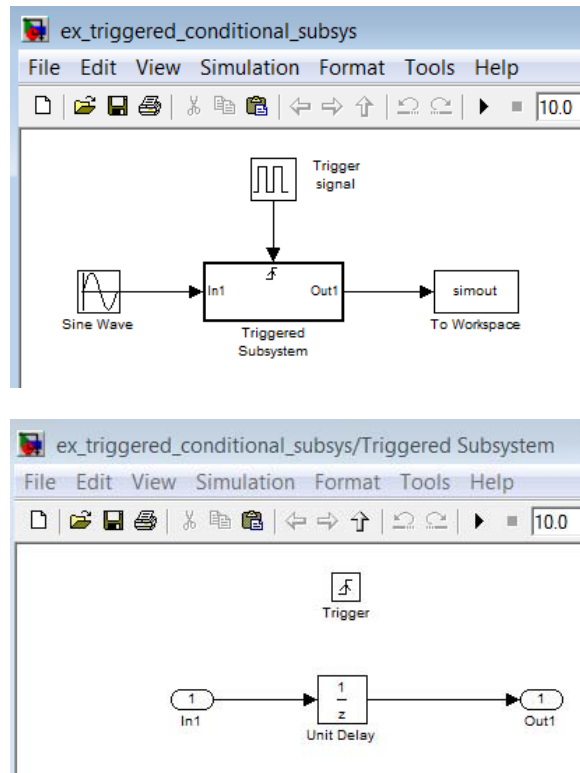 ex_triggered_conditional_subsys
File Edit View Simulation Format Tools Help
10.0
Trigger
signal
In1
Out1
simout
Sine Wave
Triggered
Subsystem
To Workspace
ex_triggered_conditional_subsys/Triggered Subsystem
File Edit View Simulation Format Tools Help
10.0
Trigger
1
In1
1
z
Unit Delay
1
Out1